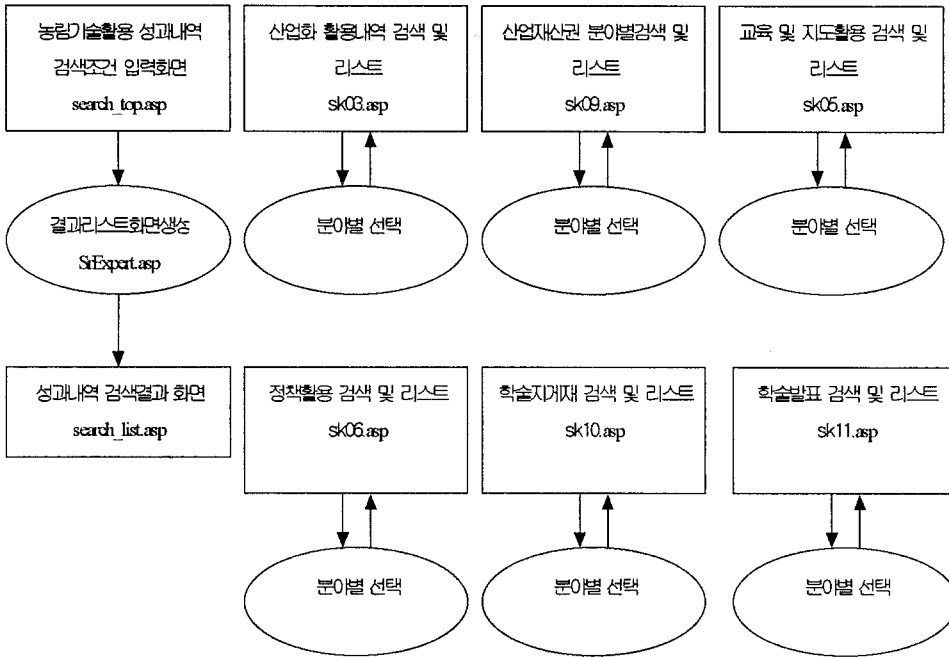 농림기술활용 성과내역
검색조건 입력화면
search_top.asp
산업화 활용내역 검색 및
리스트
sk03.asp
산업재산권 분야별검색 및
리스트
sk09.asp
교육 및 지도활용 검색 및
리스트
sk05.asp
결과리스트화면생성
SrExpert.asp
분야별 선택
분야별 선택
분야별 선택
성과내역 검색결과 화면
search_list.asp
정책활용 검색 및 리스트
sk06.asp
학술지게재 검색 및 리스트
sk10.asp
학술발표 검색 및 리스트
sk11.asp
분야별 선택
분야별 선택
분야별 선택